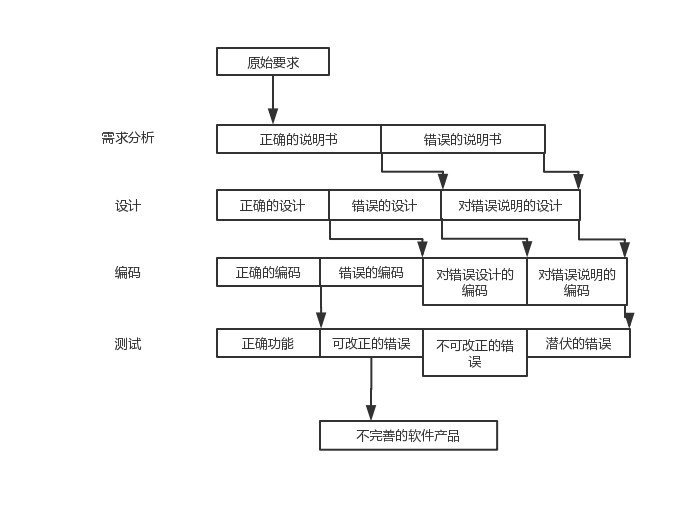 原始要求
需求分析
正确的说明书
错误的说明书
设计
正确的设计
错误的设计
对错误说明的设计
编码
正确的编码
错误的编码
对错误设计的
编码
对错误说明的
编码
测试
正确功能
可改正的错误
不可改正的错
误
潜伏的错误
不完善的软件产品